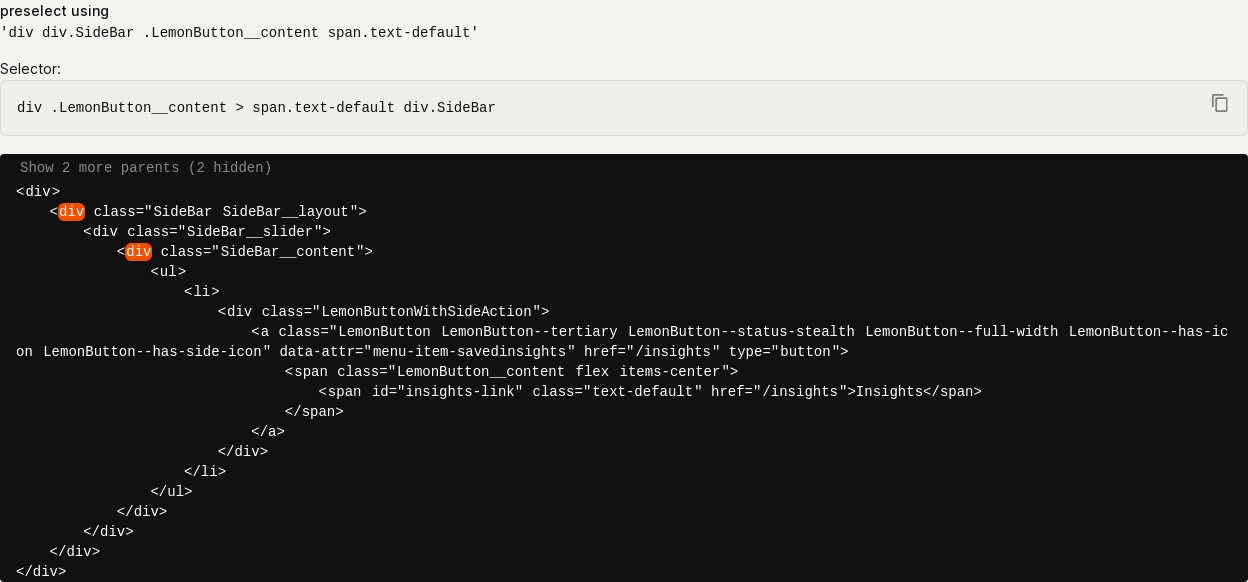 preselect using
'div div.SideBar .LemonButton__content span.text-default'
Selector:
div .LemonButton__content > span.text-default div.SideBar
Show 2 more parents (2 hidden)
<div>
<div class="SideBar SideBar__layout">
<div class="SideBar__slider">
<div class="SideBar__content">
<ul>
<li>
<div class="LemonButtonWithSideAction">
<a class="LemonButton LemonButton--tertiary LemonButton--status-stealth LemonButton--full-width LemonButton--has-ic
on LemonButton--has-side-icon" data-attr="menu-item-savedinsights" href="/insights" type="button">
<span class="LemonButton__content flex items-center">
<span id="insights-link" class="text-default" href="/insights">Insights</span>
</span>
</a>
</div>
</li>
</ul>
</div>
</div>
</div>
</div>